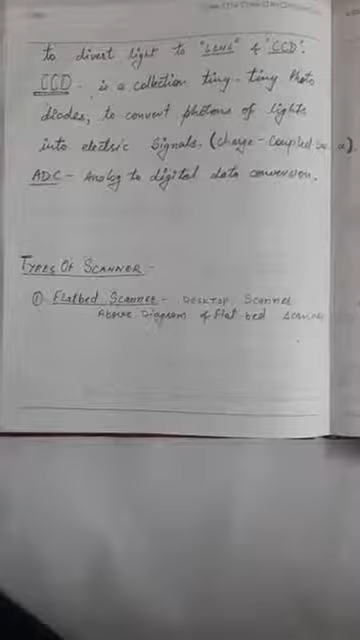 to divert light to "LANS" & "CCD".
CCD - is a collection tiny-tiny Photo
diodes, to convert photons of lights
into electric Signals. (charge-Coupled
ADC - Analog to digital data conversion.
TYPES OF SCANNER -
① Flatbed Scanner - DESKTOP SCANNER
Above Diagram of Flat bed scanner